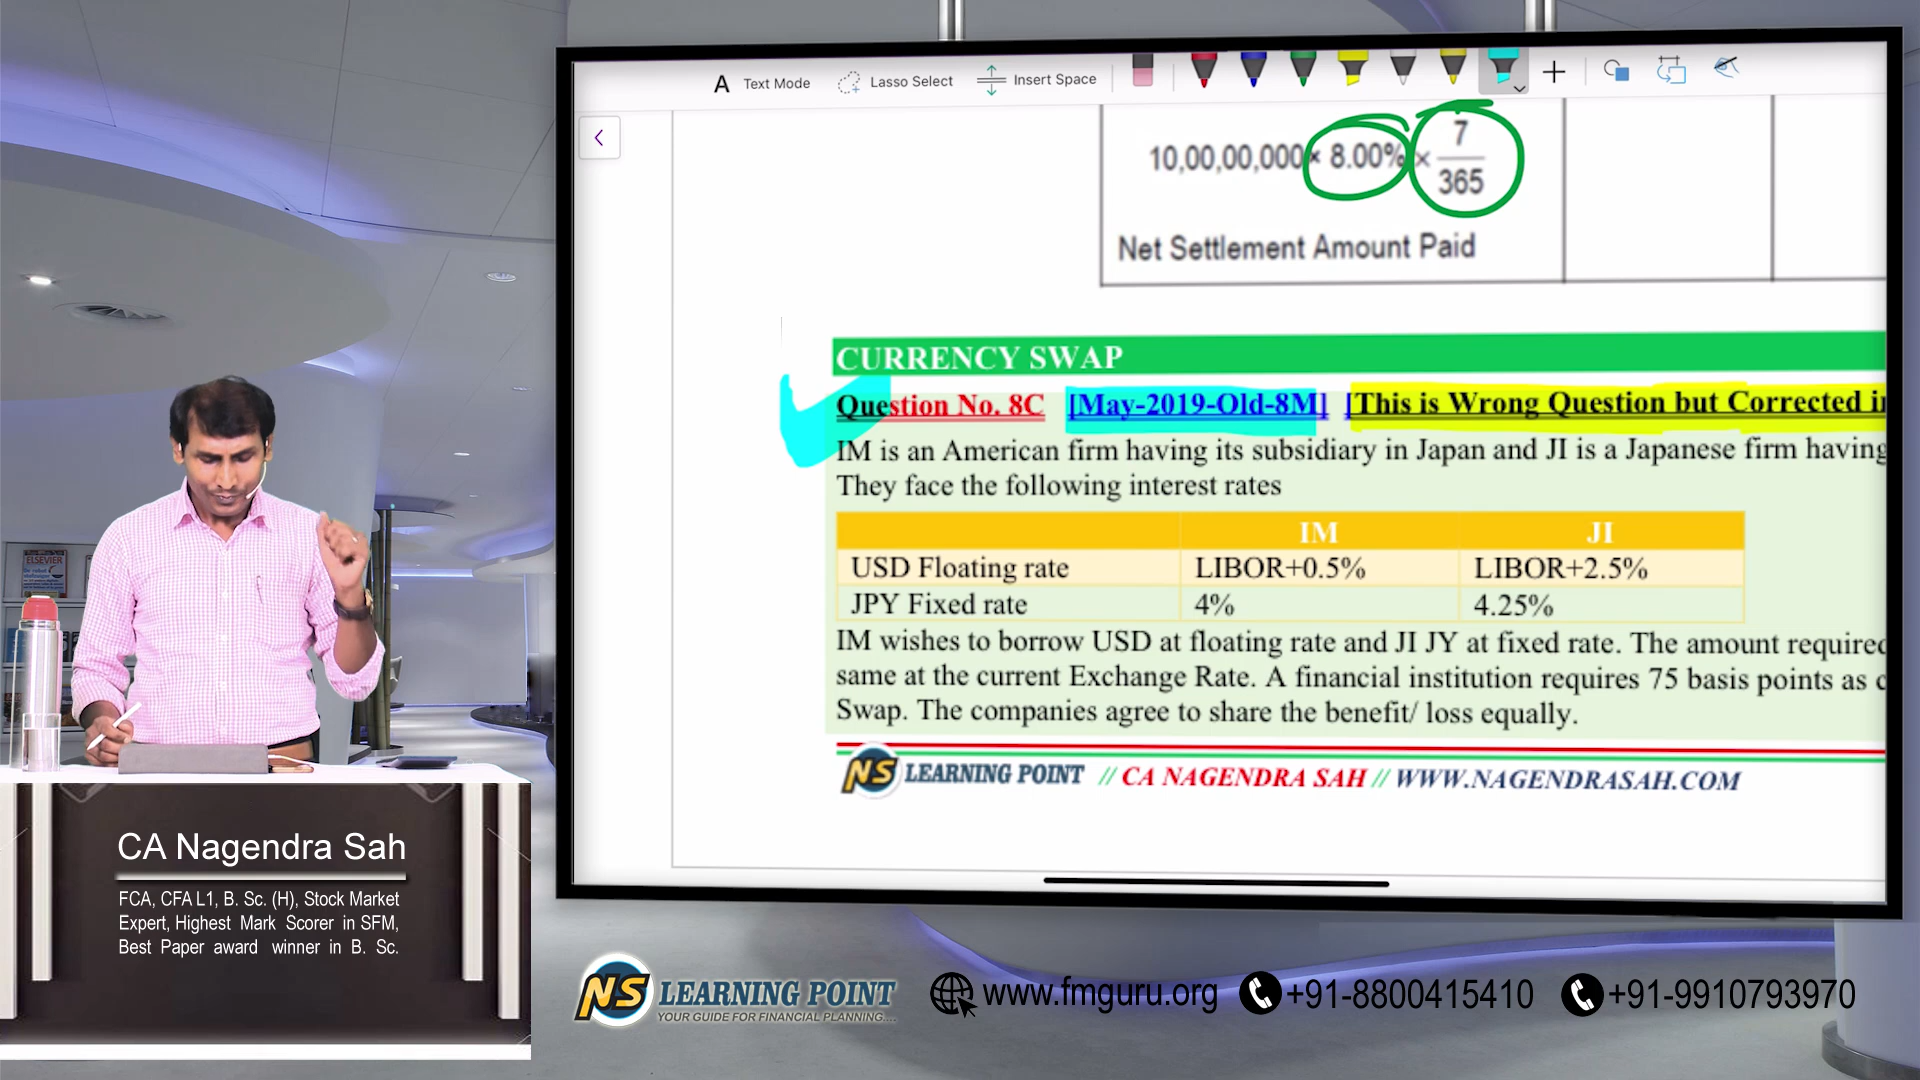 A Text Mode Lasso Select Insert Space
10,00,00,000 × 8.00% × 7/365
Net Settlement Amount Paid
CURRENCY SWAP
Question No. 8C [May-2019-Old-8M] [This is Wrong Question but Corrected in
IM is an American firm having its subsidiary in Japan and JI is a Japanese firm having
They face the following interest rates
IM JI
USD Floating rate LIBOR+0.5% LIBOR+2.5%
JPY Fixed rate 4% 4.25%
IM wishes to borrow USD at floating rate and JI JY at fixed rate. The amount required
same at the current Exchange Rate. A financial institution requires 75 basis points as
Swap. The companies agree to share the benefit/ loss equally.
NS LEARNING POINT // CA NAGENDRA SAH // WWW.NAGENDRASAH.COM
ELSEVIER
CA Nagendra Sah
FCA, CFA L1, B. Sc. (H), Stock Market
Expert, Highest Mark Scorer in SFM,
Best Paper award winner in B. Sc.
NS LEARNING POINT
YOUR GUIDE FOR FINANCIAL PLANNING....
www.fmguru.org +91-8800415410 +91-9910793970